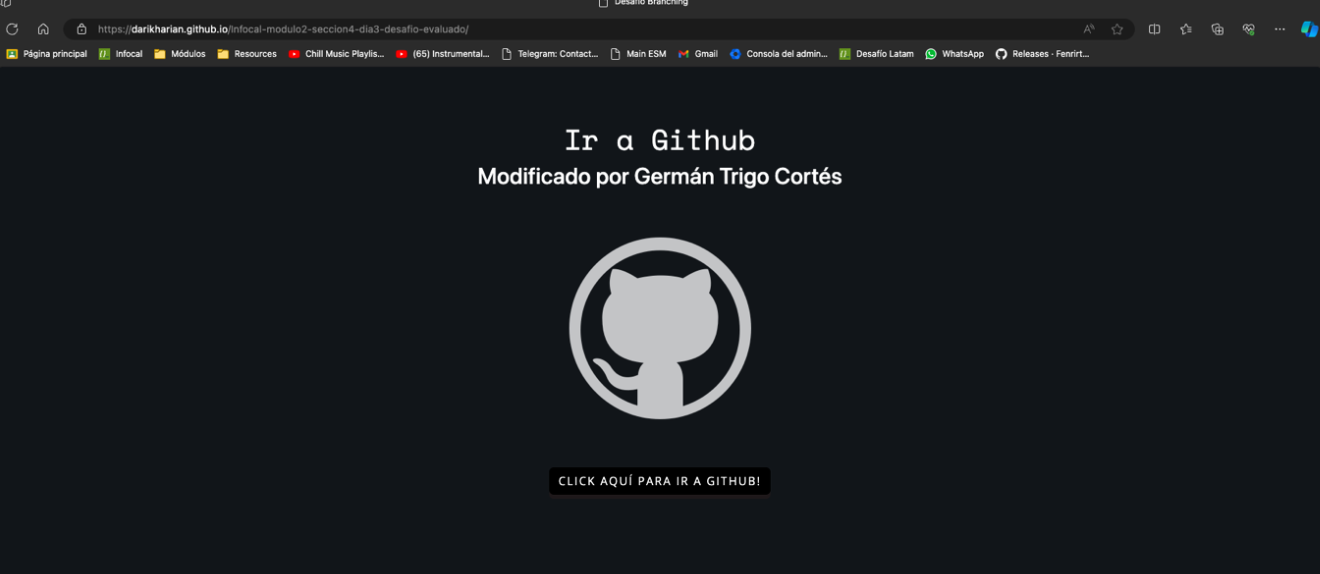 Desafío Branching
https://darikharian.github.io/Infocal-modulo2-seccion4-dia3-desafio-evaluado/
Página principal Infocal Módulos Resources Chill Music Playlis... (65) Instrumental... Telegram: Contact... Main ESM Gmail Consola del admin... Desafío Latam WhatsApp Releases · Fenrirt...
Ir a Github
Modificado por Germán Trigo Cortés
CLICK AQUÍ PARA IR A GITHUB!